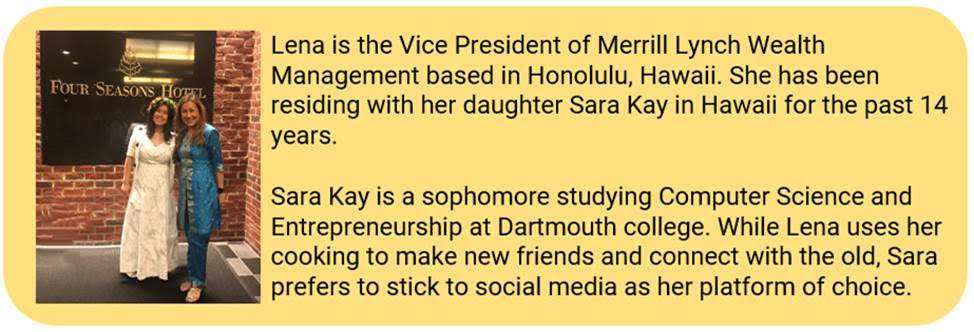 FOUR SEASONS HOTEL
Lena is the Vice President of Merrill Lynch Wealth
Management based in Honolulu, Hawaii. She has been
residing with her daughter Sara Kay in Hawaii for the past 14
years.
Sara Kay is a sophomore studying Computer Science and
Entrepreneurship at Dartmouth college. While Lena uses her
cooking to make new friends and connect with the old, Sara
prefers to stick to social media as her platform of choice.